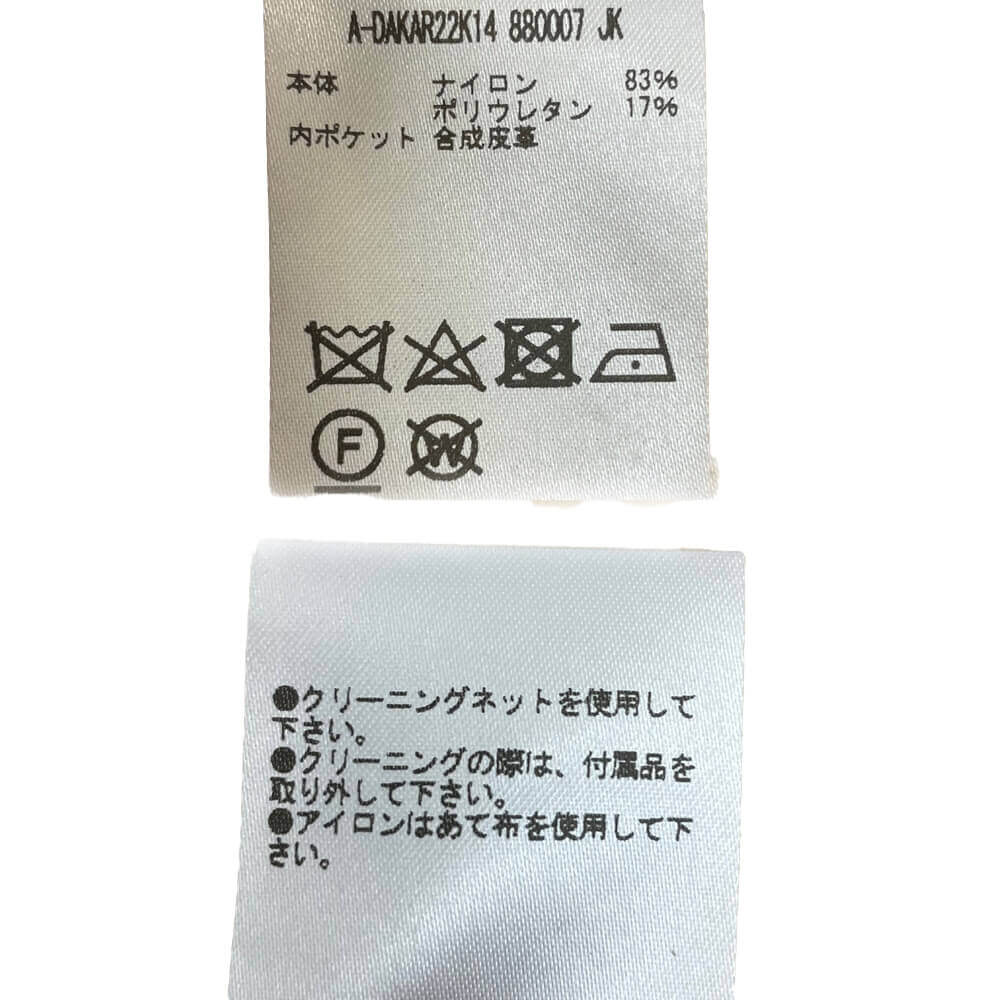 A-DAKAR22K14 880007 JK
本体 ナイロン 83%
ポリウレタン 17%
内ポケット 合成皮革
F W
●クリーニングネットを使用して
下さい。
●クリーニングの際は、付属品を
取り外して下さい。
●アイロンはあて布を使用して下
さい。